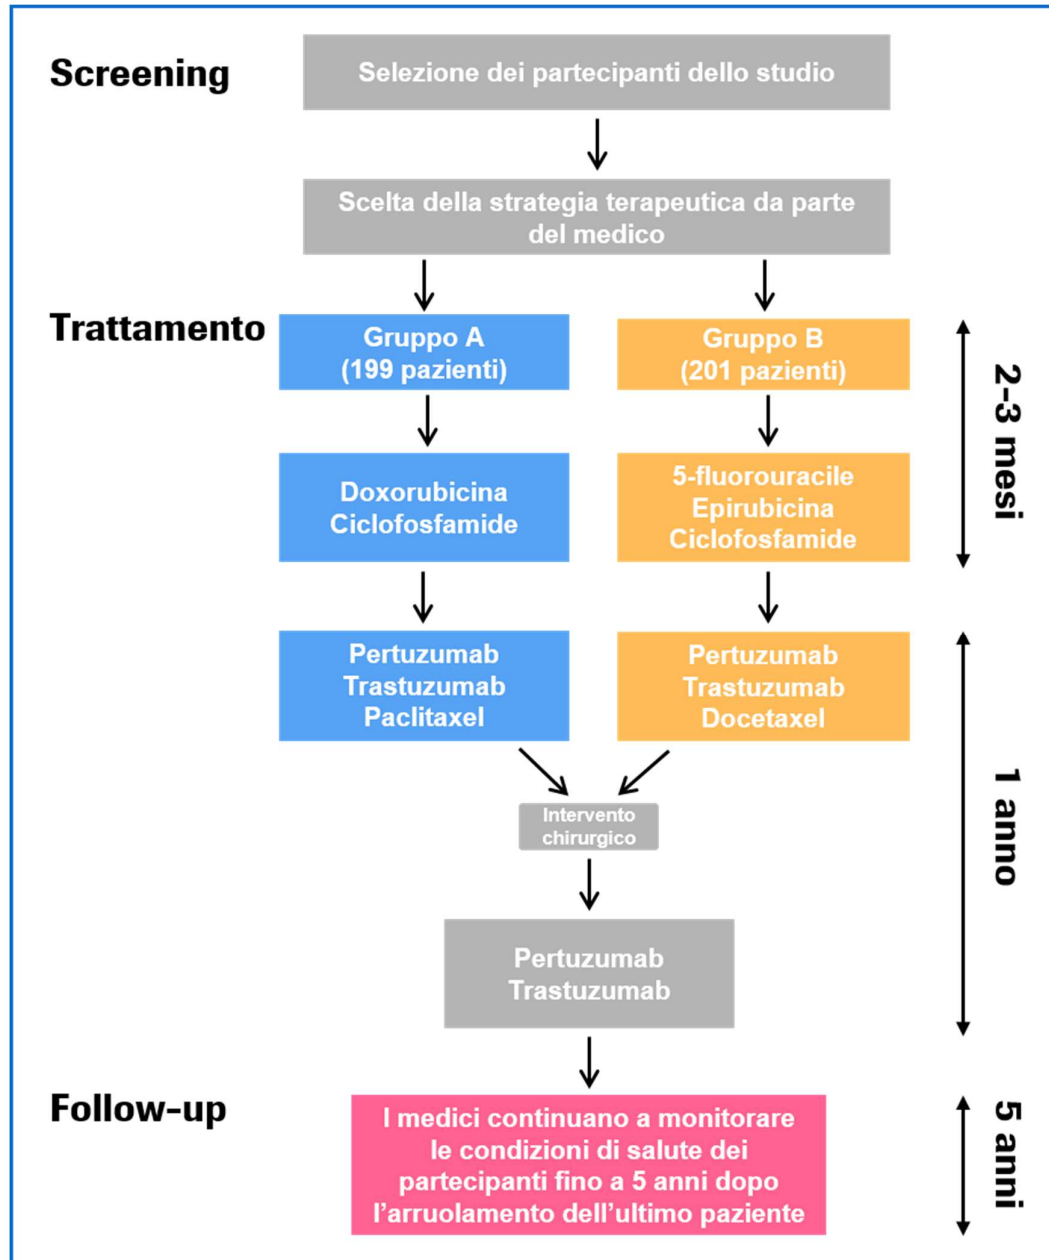 Screening
Selezione dei partecipanti dello studio
Scelta della strategia terapeutica da parte
del medico
Trattamento
Gruppo A
(199 pazienti)
Gruppo B
(201 pazienti)
2-3 mesi
Doxorubicina
Ciclofosfamide
5-fluorouracile
Epirubicina
Ciclofosfamide
Pertuzumab
Trastuzumab
Paclitaxel
Pertuzumab
Trastuzumab
Docetaxel
1 anno
Intervento
chirurgico
Pertuzumab
Trastuzumab
Follow-up
I medici continuano a monitorare
le condizioni di salute dei
partecipanti fino a 5 anni dopo
l'arruolamento dell'ultimo paziente
5 anni